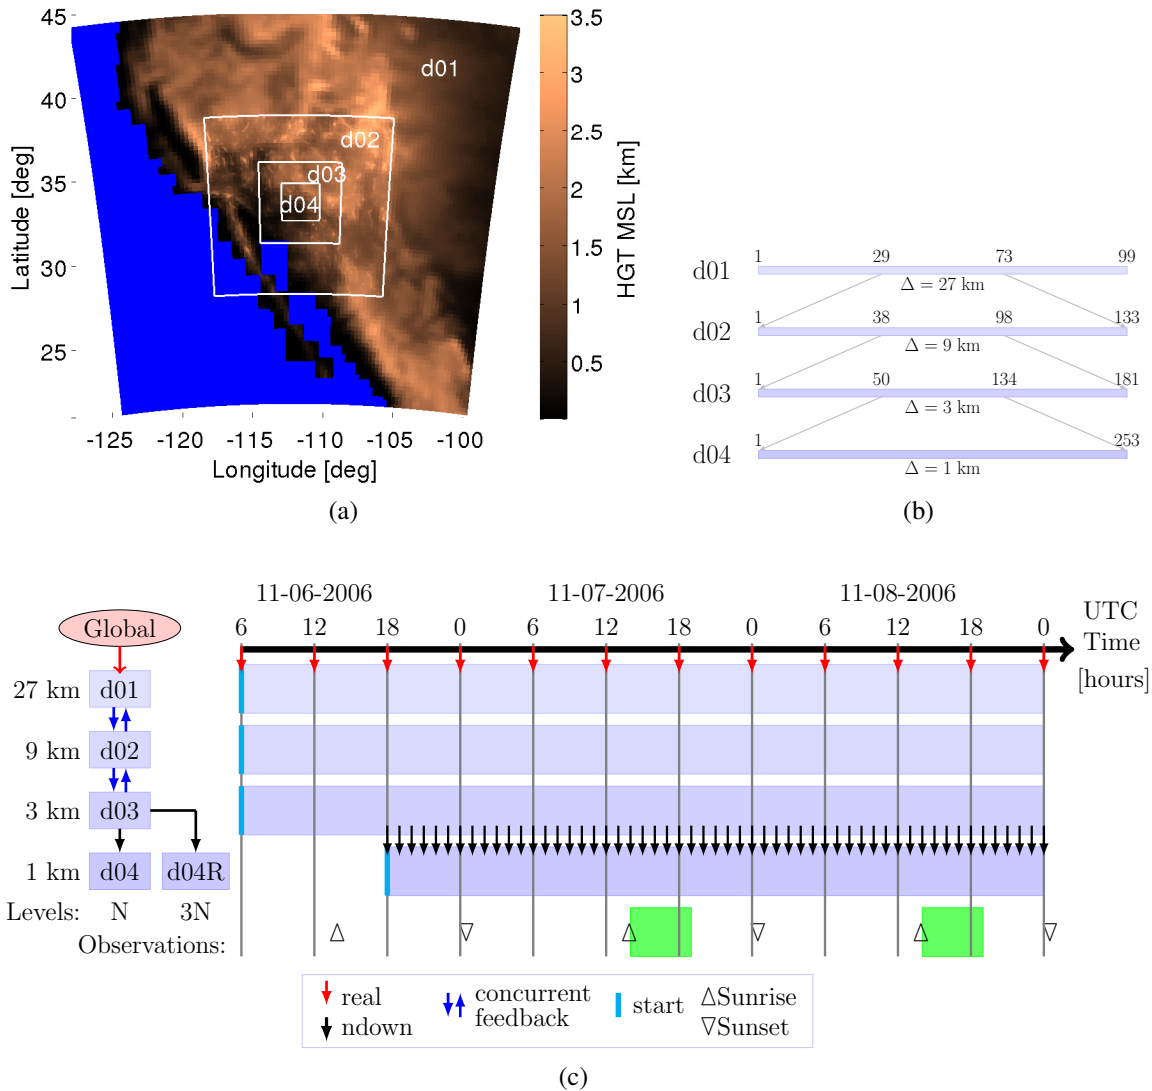 45
40
35
30
25
Latitude [deg]
-125 -120 -115 -110 -105 -100
Longitude [deg]
d01
d02
d03
d04
3.5
3
2.5
2
1.5
1
0.5
HGT MSL [km]
(a)
d01 1 29 73 99
Δ = 27 km
d02 1 38 98 133
Δ = 9 km
d03 1 50 134 181
Δ = 3 km
d04 1 253
Δ = 1 km
(b)
11-06-2006 11-07-2006 11-08-2006
6 12 18 0 6 12 18 0 6 12 18 0
UTC
Time
[hours]
Global
27 km d01
9 km d02
3 km d03
1 km d04 d04R
Levels: N 3N
Observations:
real
ndown
concurrent
feedback
start
△Sunrise
▽Sunset
(c)